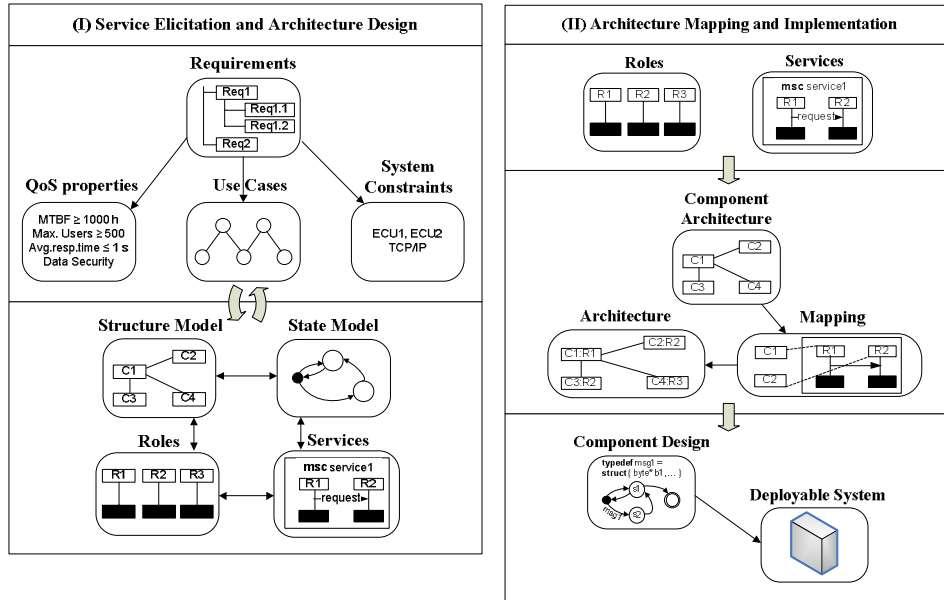 (I) Service Elicitation and Architecture Design
Requirements
Req1
Req1.1
Req1.2
Req2
QoS properties
MTBF ≥ 1000 h
Max. Users ≥ 500
Avg.resp.time ≤ 1 s
Data Security
Use Cases
System
Constraints
ECU1, ECU2
TCP/IP
Structure Model
C2
C1
C3
C4
State Model
Roles
R1
R2
R3
Services
msc service1
R1
R2
request
(II) Architecture Mapping and Implementation
Roles
R1
R2
R3
Services
msc service1
R1
R2
request
Component
Architecture
C2
C1
C3
C4
Architecture
C2:R2
C1:R1
C3:R2
C4:R3
Mapping
C1
R1
R2
C2
Component Design
typedef msg1 =
struct { byte* b1,... }
s1
msg1
s2
Deployable System